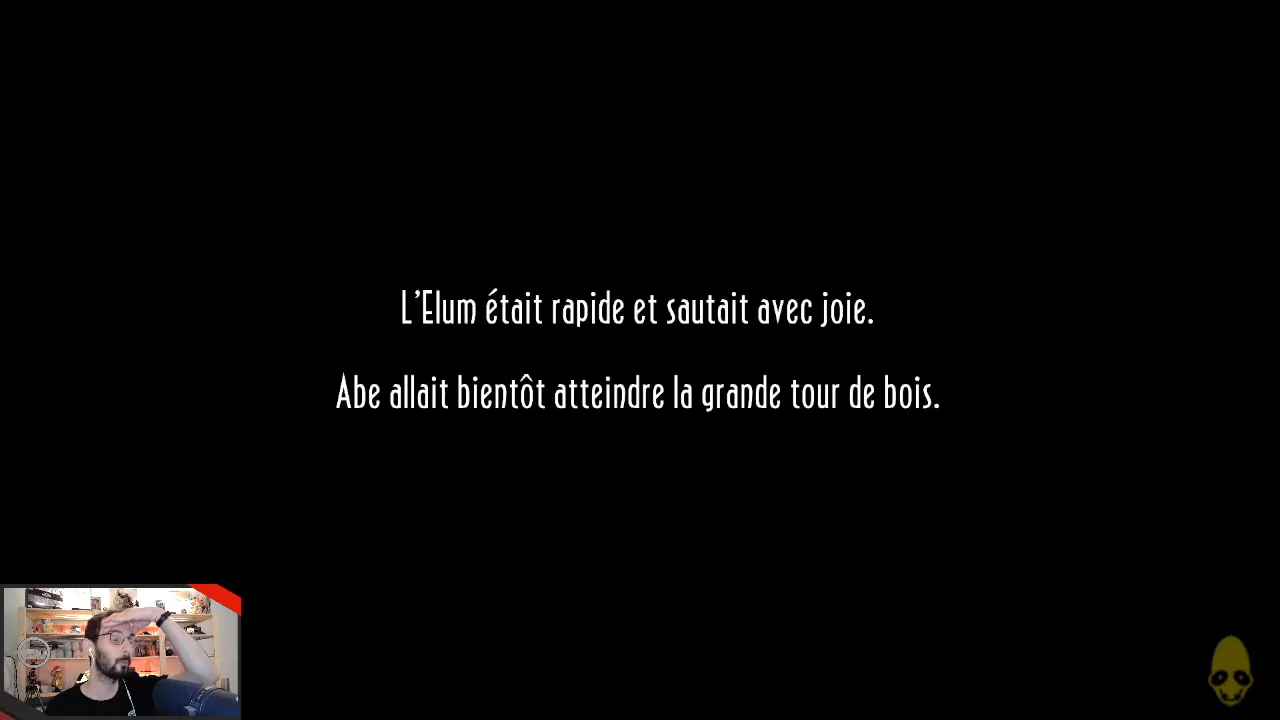 L'Elum était rapide et sautait avec joie.
Abe allait bientôt atteindre la grande tour de bois.